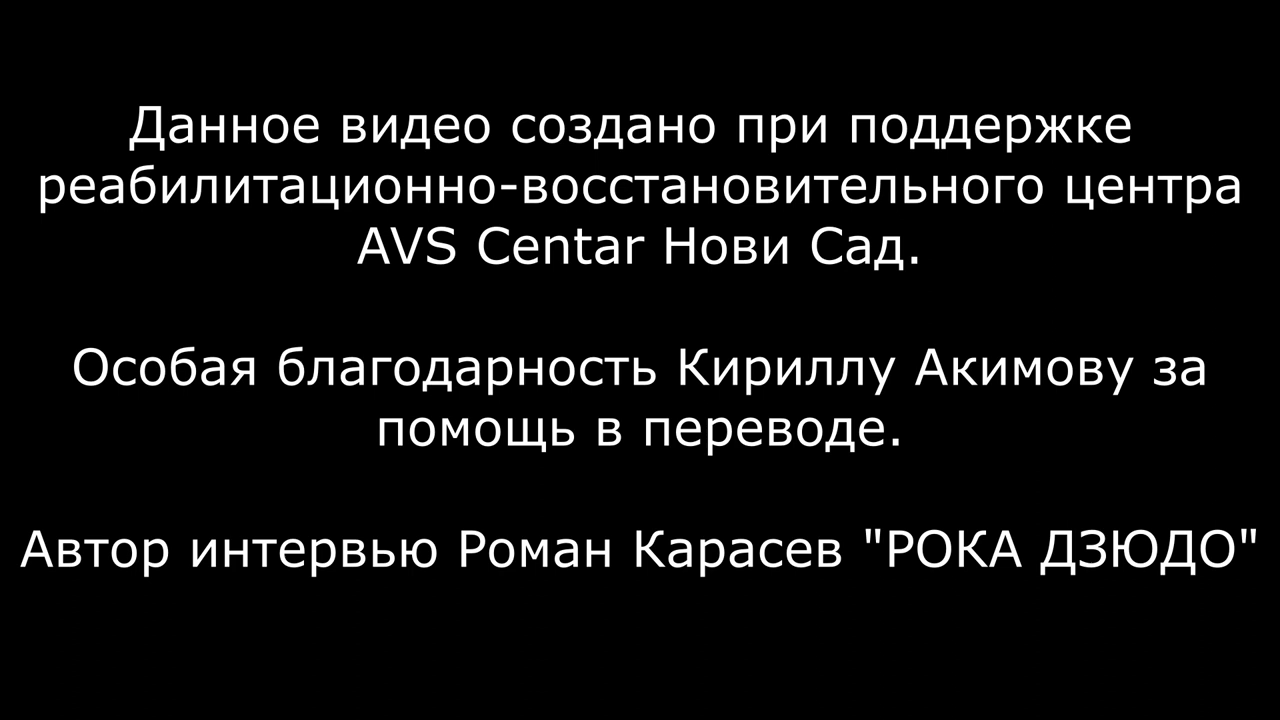 Данное видео создано при поддержке
реабилитационно-восстановительного центра
AVS Centar Нови Сад.
Особая благодарность Кириллу Акимову за
помощь в переводе.
Автор интервью Роман Карасев "РОКА ДЗЮДО"